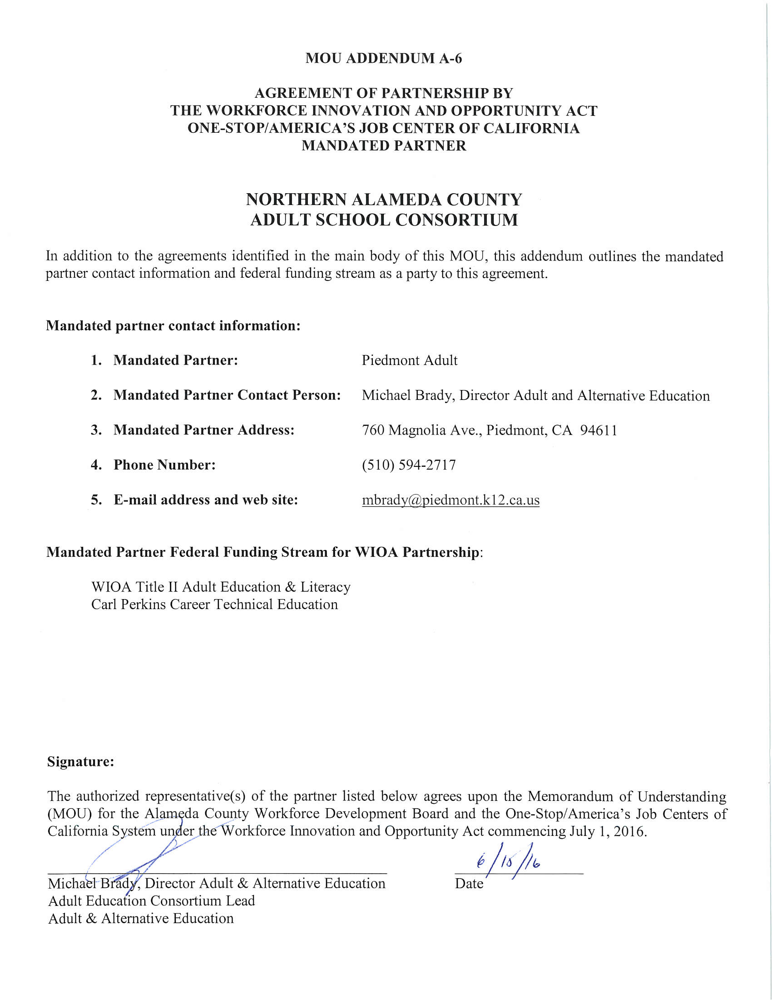 MOU ADDENDUM A-6
AGREEMENT OF PARTNERSHIP BY
THE WORKFORCE INNOVATION AND OPPORTUNITY ACT
ONE-STOP/AMERICA'S JOB CENTER OF CALIFORNIA
MANDATED PARTNER
NORTHERN ALAMEDA COUNTY
ADULT SCHOOL CONSORTIUM
In addition to the agreements identified in the main body of this MOU, this addendum outlines the mandated
partner contact information and federal funding stream as a party to this agreement.
Mandated partner contact information:
1. Mandated Partner: Piedmont Adult
2. Mandated Partner Contact Person: Michael Brady, Director Adult and Alternative Education
3. Mandated Partner Address: 760 Magnolia Ave., Piedmont, CA 94611
4. Phone Number: (510) 594-2717
5. E-mail address and web site: mbrady@piedmont.k12.ca.us
Mandated Partner Federal Funding Stream for WIOA Partnership:
WIOA Title II Adult Education & Literacy
Carl Perkins Career Technical Education
Signature:
The authorized representative(s) of the partner listed below agrees upon the Memorandum of Understanding
(MOU) for the Alameda County Workforce Development Board and the One-Stop/America's Job Centers of
California System under the Workforce Innovation and Opportunity Act commencing July 1, 2016.
6/15/16
Michael Brady, Director Adult & Alternative Education Date
Adult Education Consortium Lead
Adult & Alternative Education